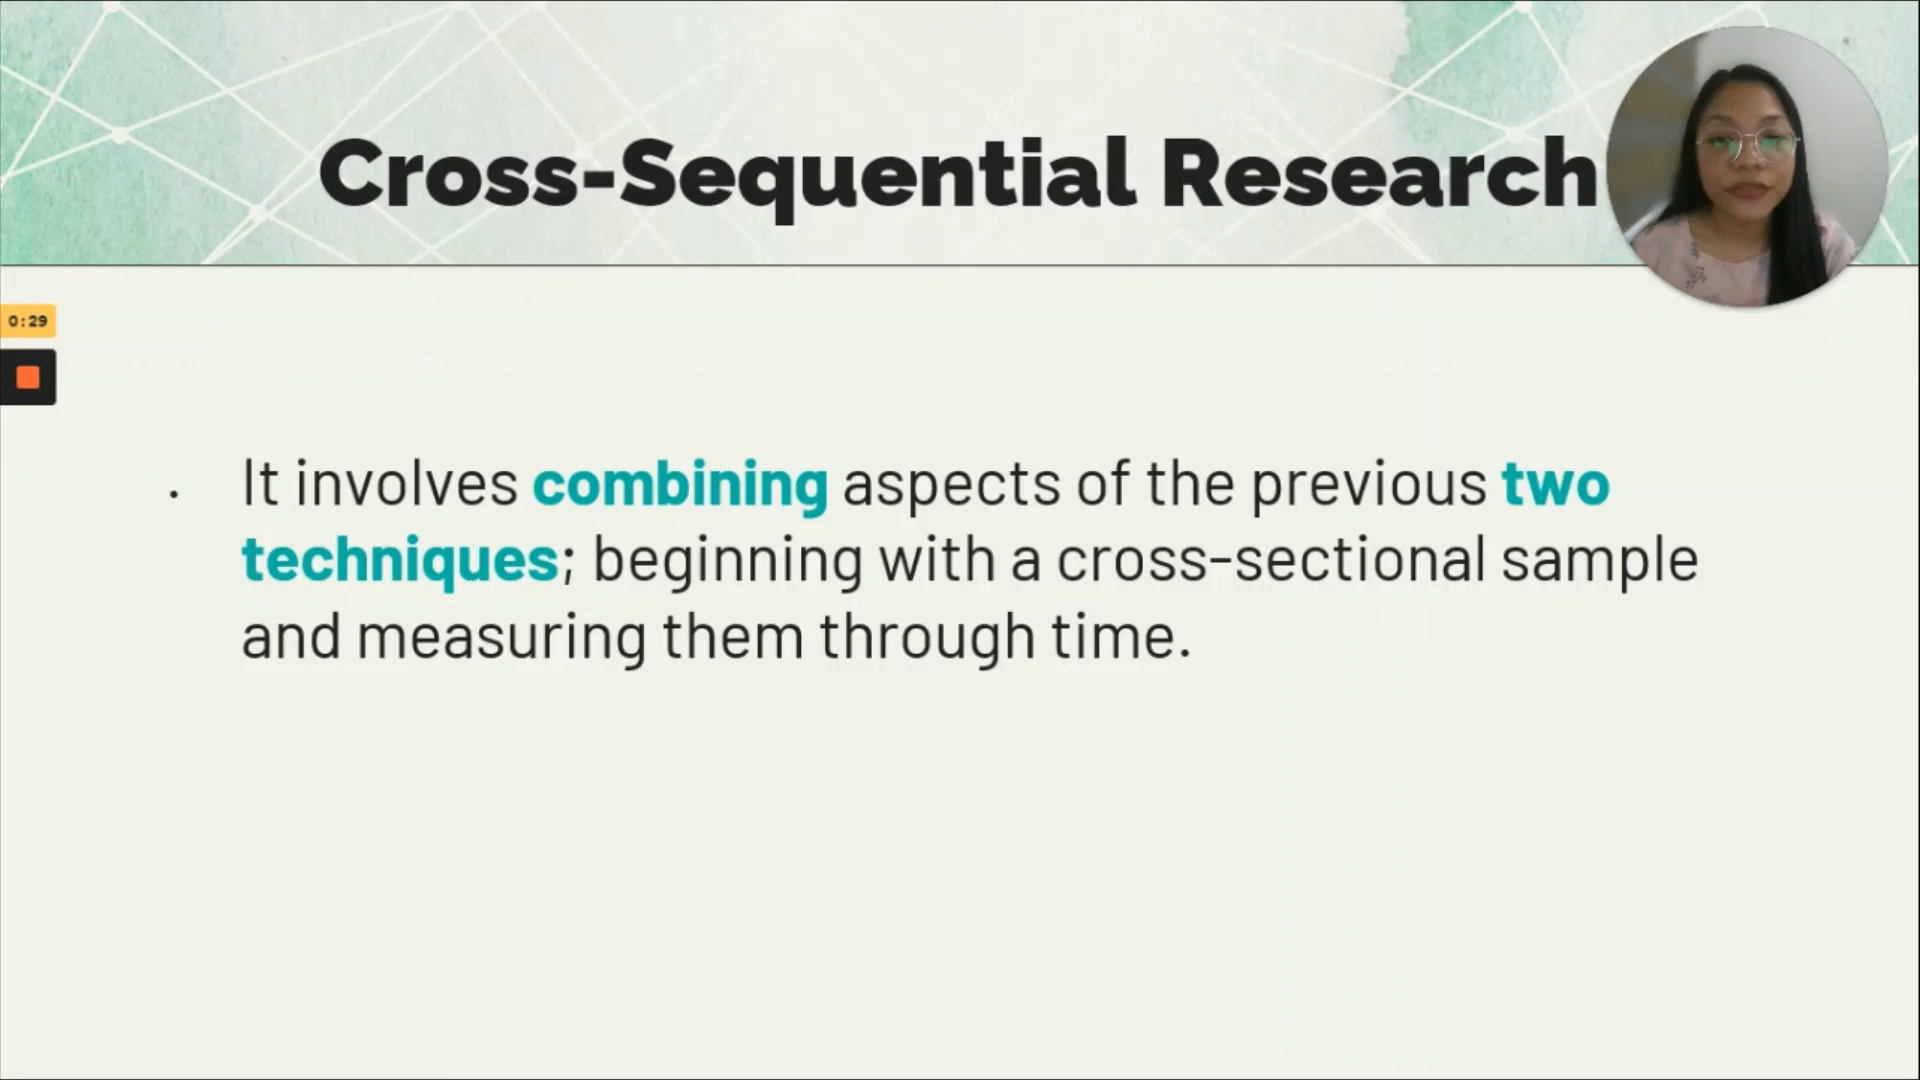 Cross-Sequential Research
0:29
. It involves combining aspects of the previous two
techniques; beginning with a cross-sectional sample
and measuring them through time.